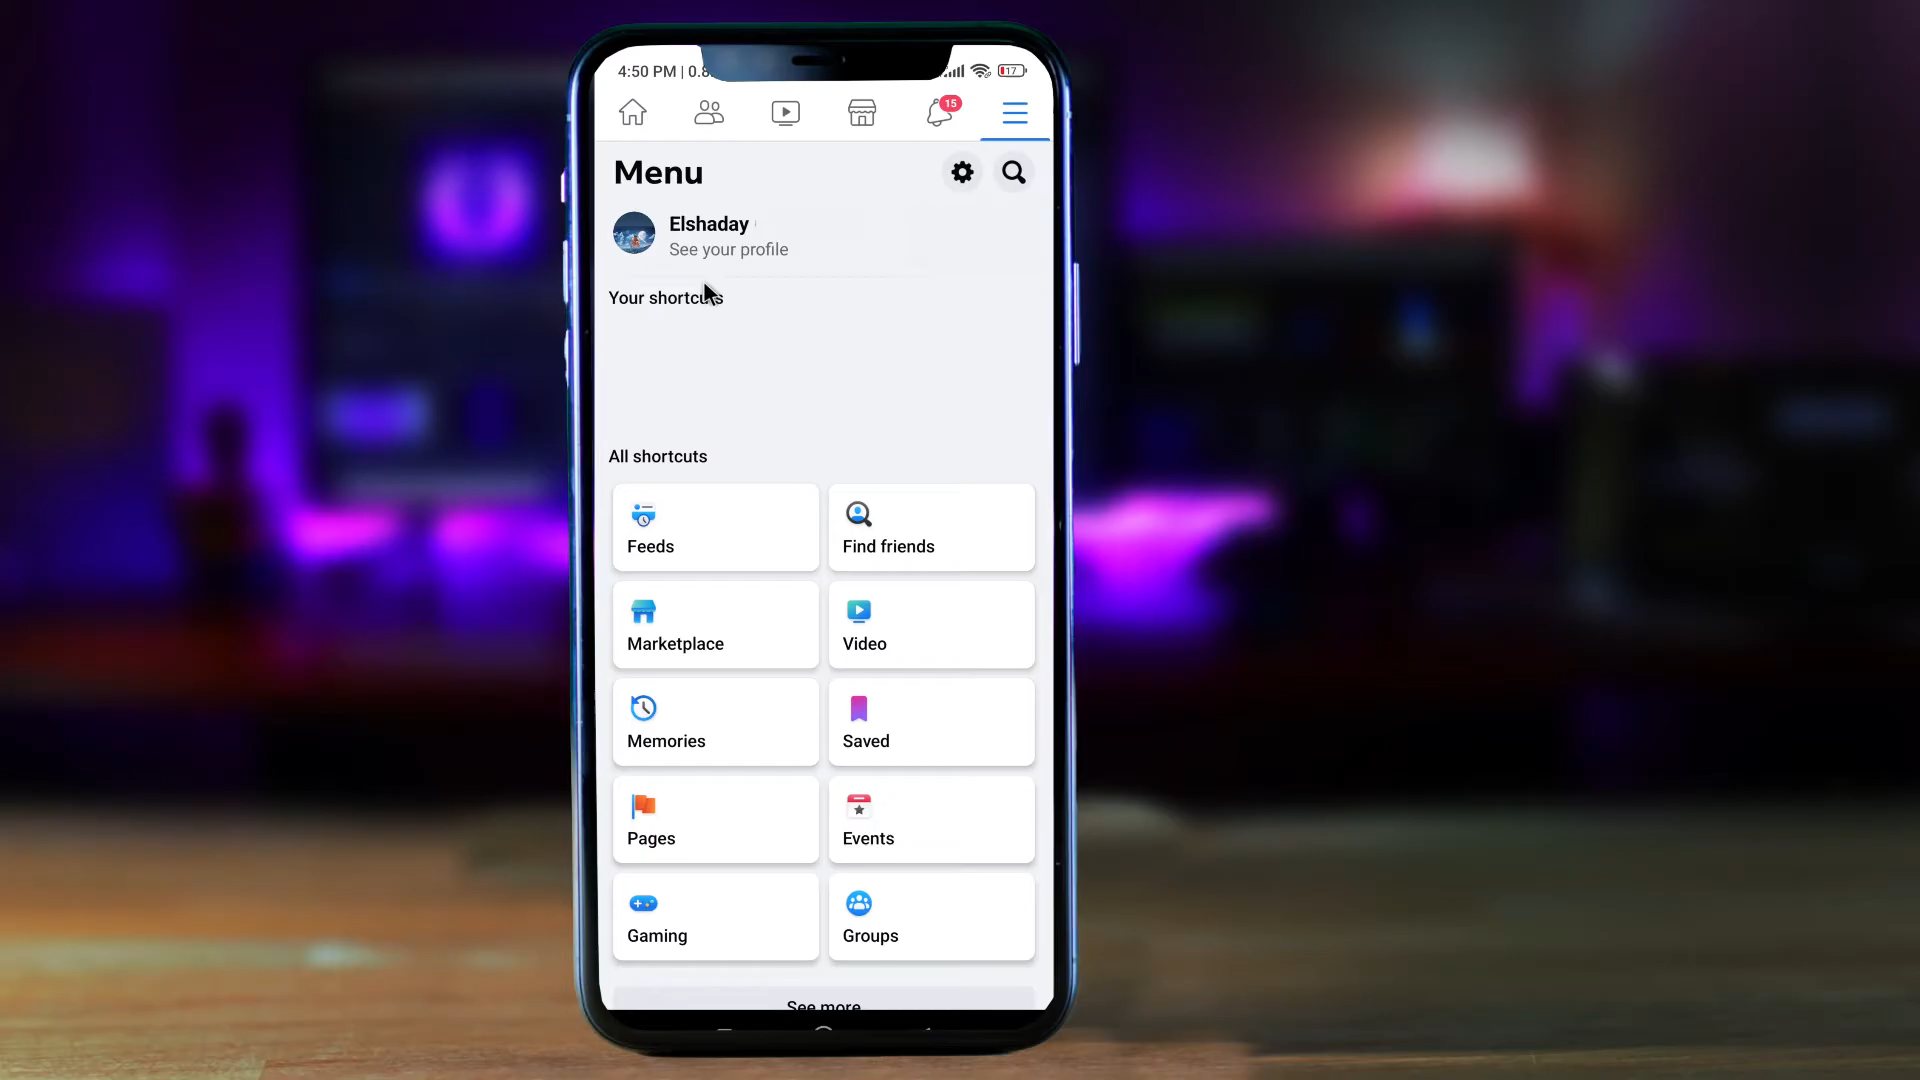 4:50 PM | 0.8
17
15
Menu
Elshaday
See your profile
Your shortcuts
All shortcuts
Feeds
Find friends
Marketplace
Video
Memories
Saved
Pages
Events
Gaming
Groups
See more